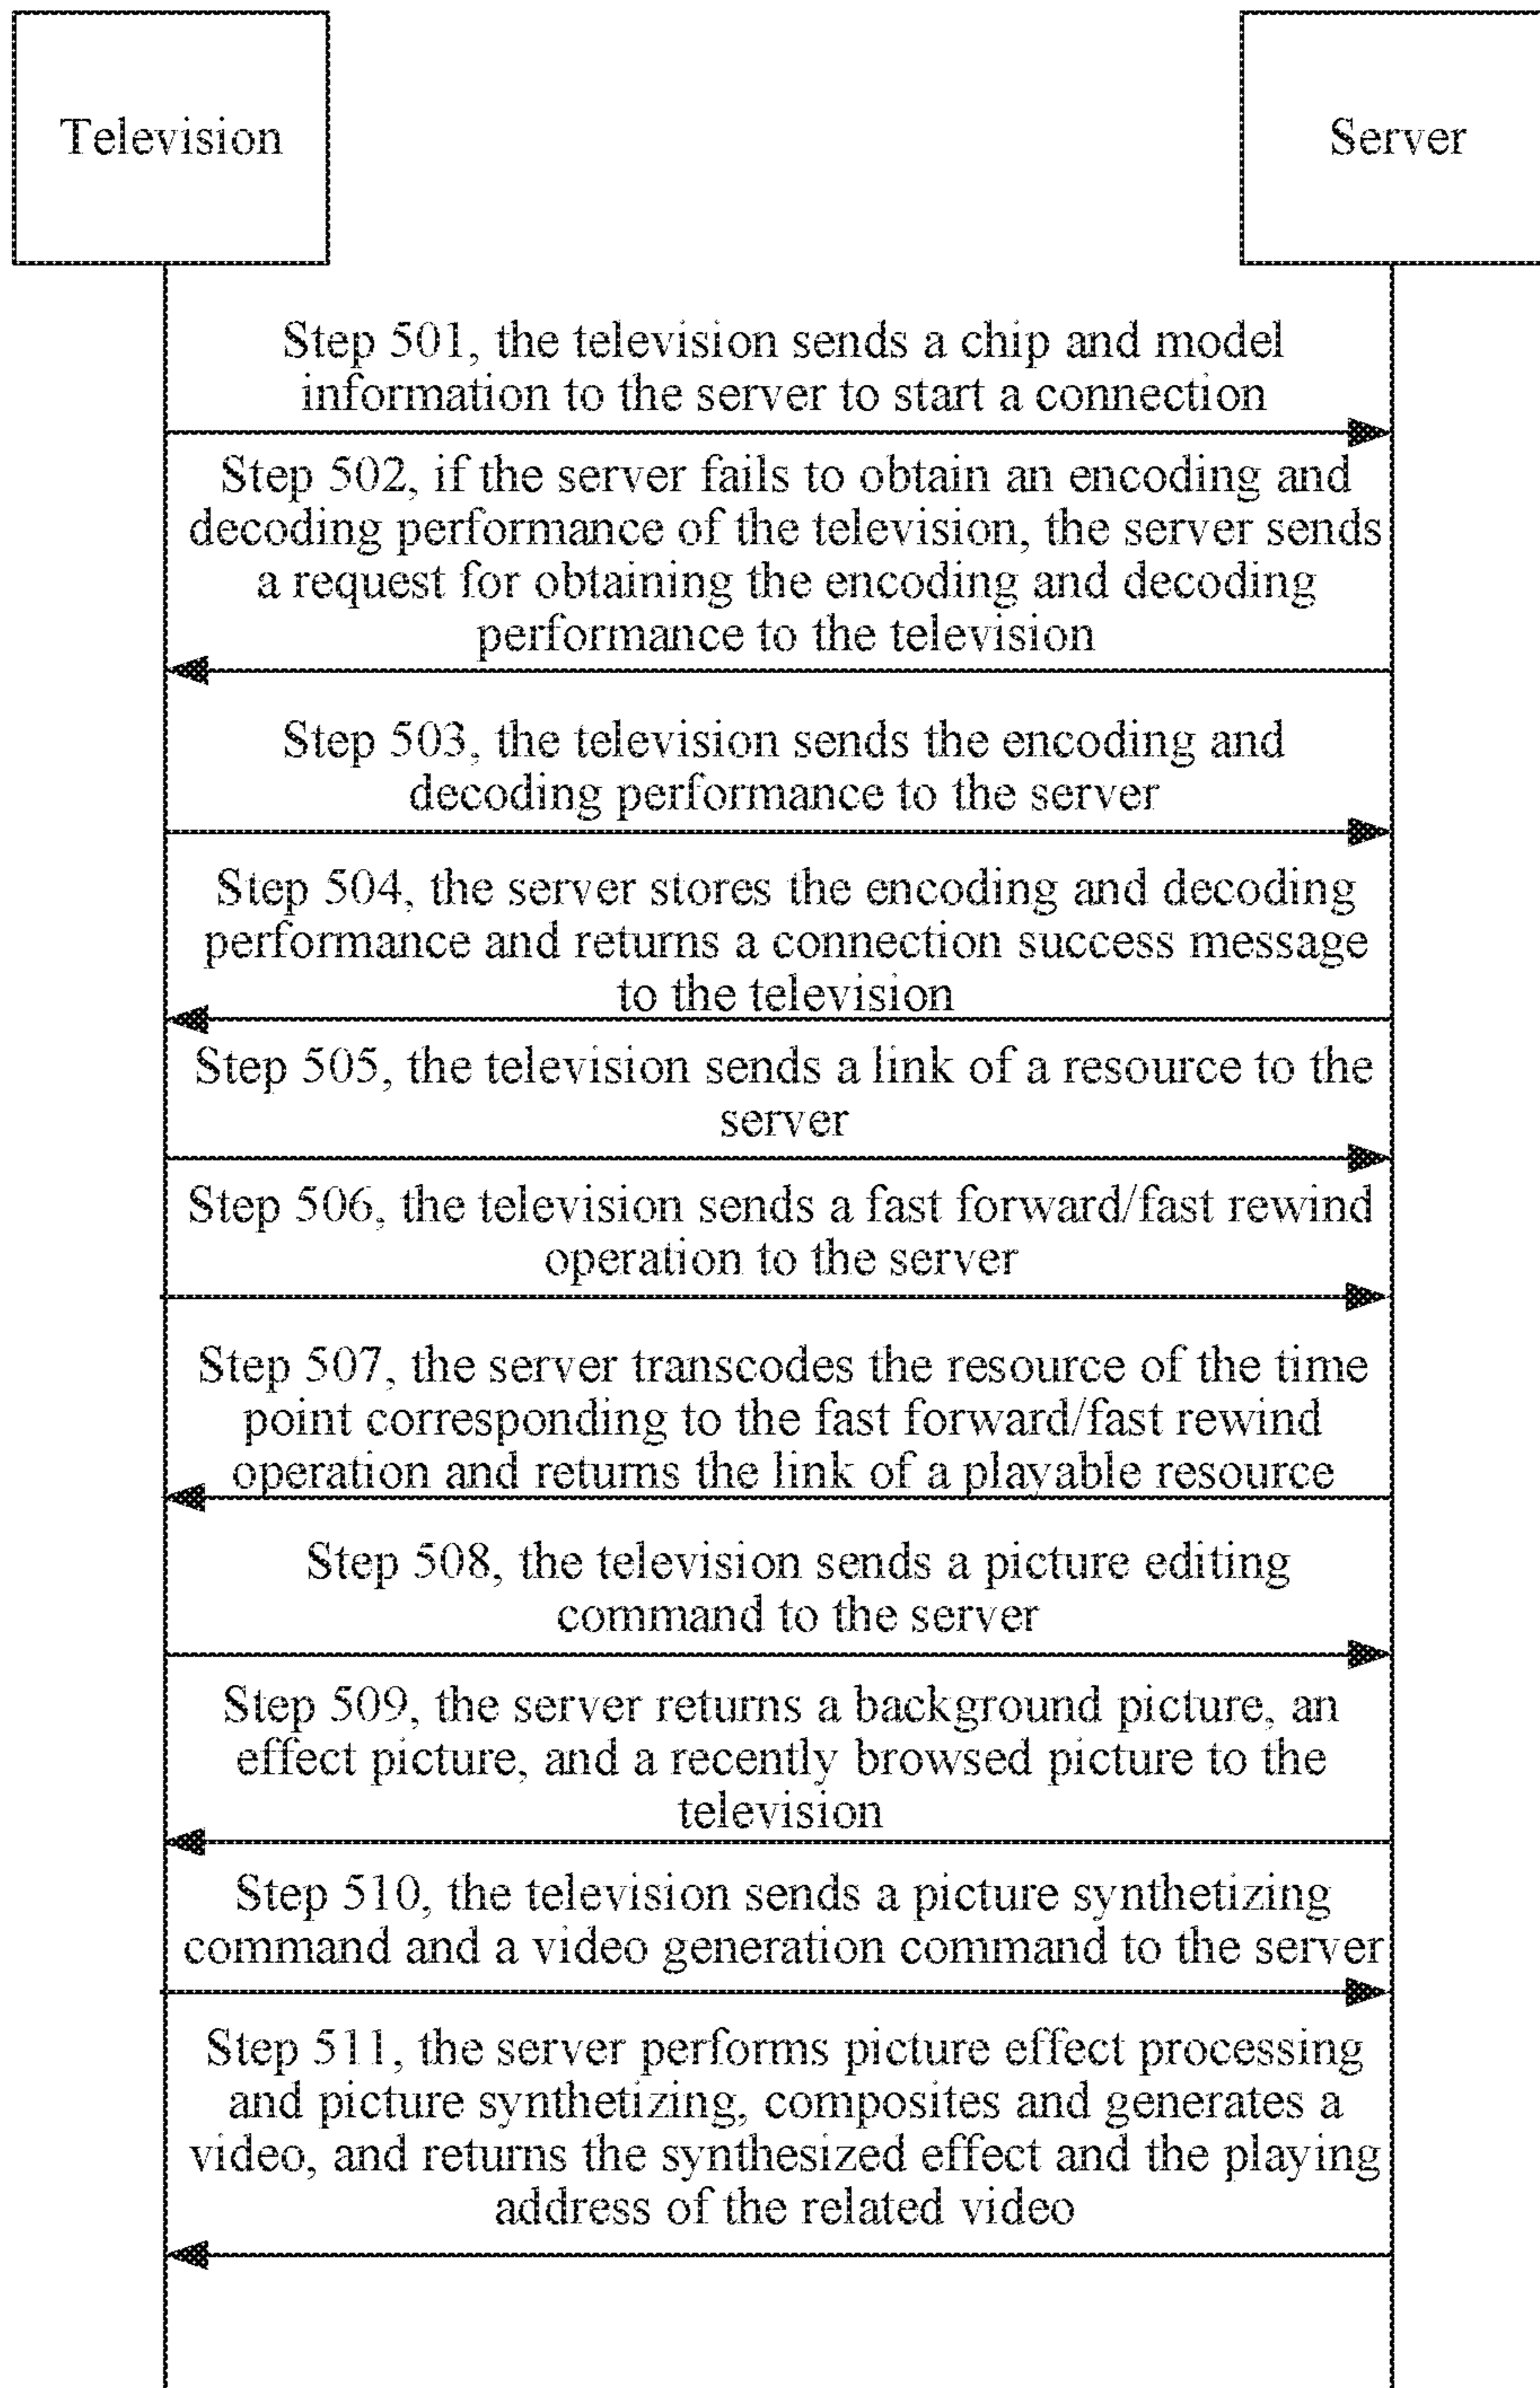 Television
Server
Step 501, the television sends a chip and model
information to the server to start a connection
Step 502, if the server fails to obtain an encoding and
decoding performance of the television, the server sends
a request for obtaining the encoding and decoding
performance to the television
Step 503, the television sends the encoding and
decoding performance to the server
Step 504, the server stores the encoding and decoding
performance and returns a connection success message
to the television
Step 505, the television sends a link of a resource to the
server
Step 506, the television sends a fast forward/fast rewind
operation to the server
Step 507, the server transcodes the resource of the time
point corresponding to the fast forward/fast rewind
operation and returns the link of a playable resource
Step 508, the television sends a picture editing
command to the server
Step 509, the server returns a background picture, an
effect picture, and a recently browsed picture to the
television
Step 510, the television sends a picture synthetizing
command and a video generation command to the server
Step 511, the server performs picture effect processing
and picture synthetizing, composites and generates a
video, and returns the synthesized effect and the playing
address of the related video